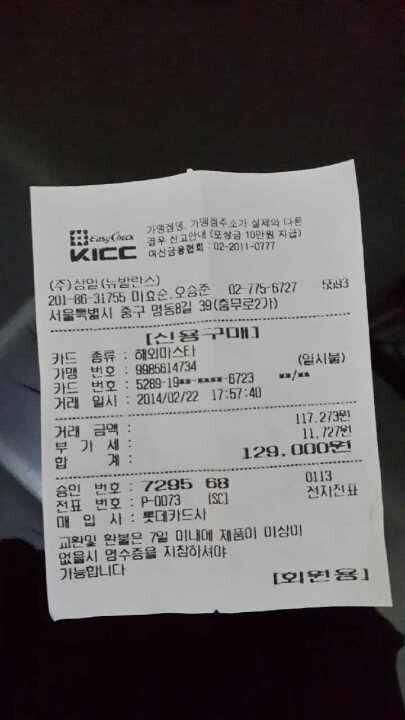 EasyCheck
KICC
가맹점명, 가맹점주소가 실제와 다른
경우 신고안내 (포상금 10만원 지급)
여신금융협회 : 02-2011-0777
(주)삼일(뉴발란스)
201-86-31755 마효순,오승준 02-775-6727 5593
서울특별시 중구 명동8길 39(충무로2가)
[신용구매]
카드 종류 : 해외마스타
가맹 번호 : 9985614734 (일시불)
카드 번호 : 5289-19**-****-6723 **/**
거래 일시 : 2014/02/22 17:57:40
거래 금액 : 117,273원
부 가 세 : 11,727원
합 계 : 129,000원
승인 번호 : 7295 68 0113
전표 번호 : P-0073 [SC] 전자전표
매 입 사 : 롯데카드사
교환및 환불은 7일 이내에 제품이 이상이
없을시 영수증을 지참하셔야
가능합니다
[회원용]